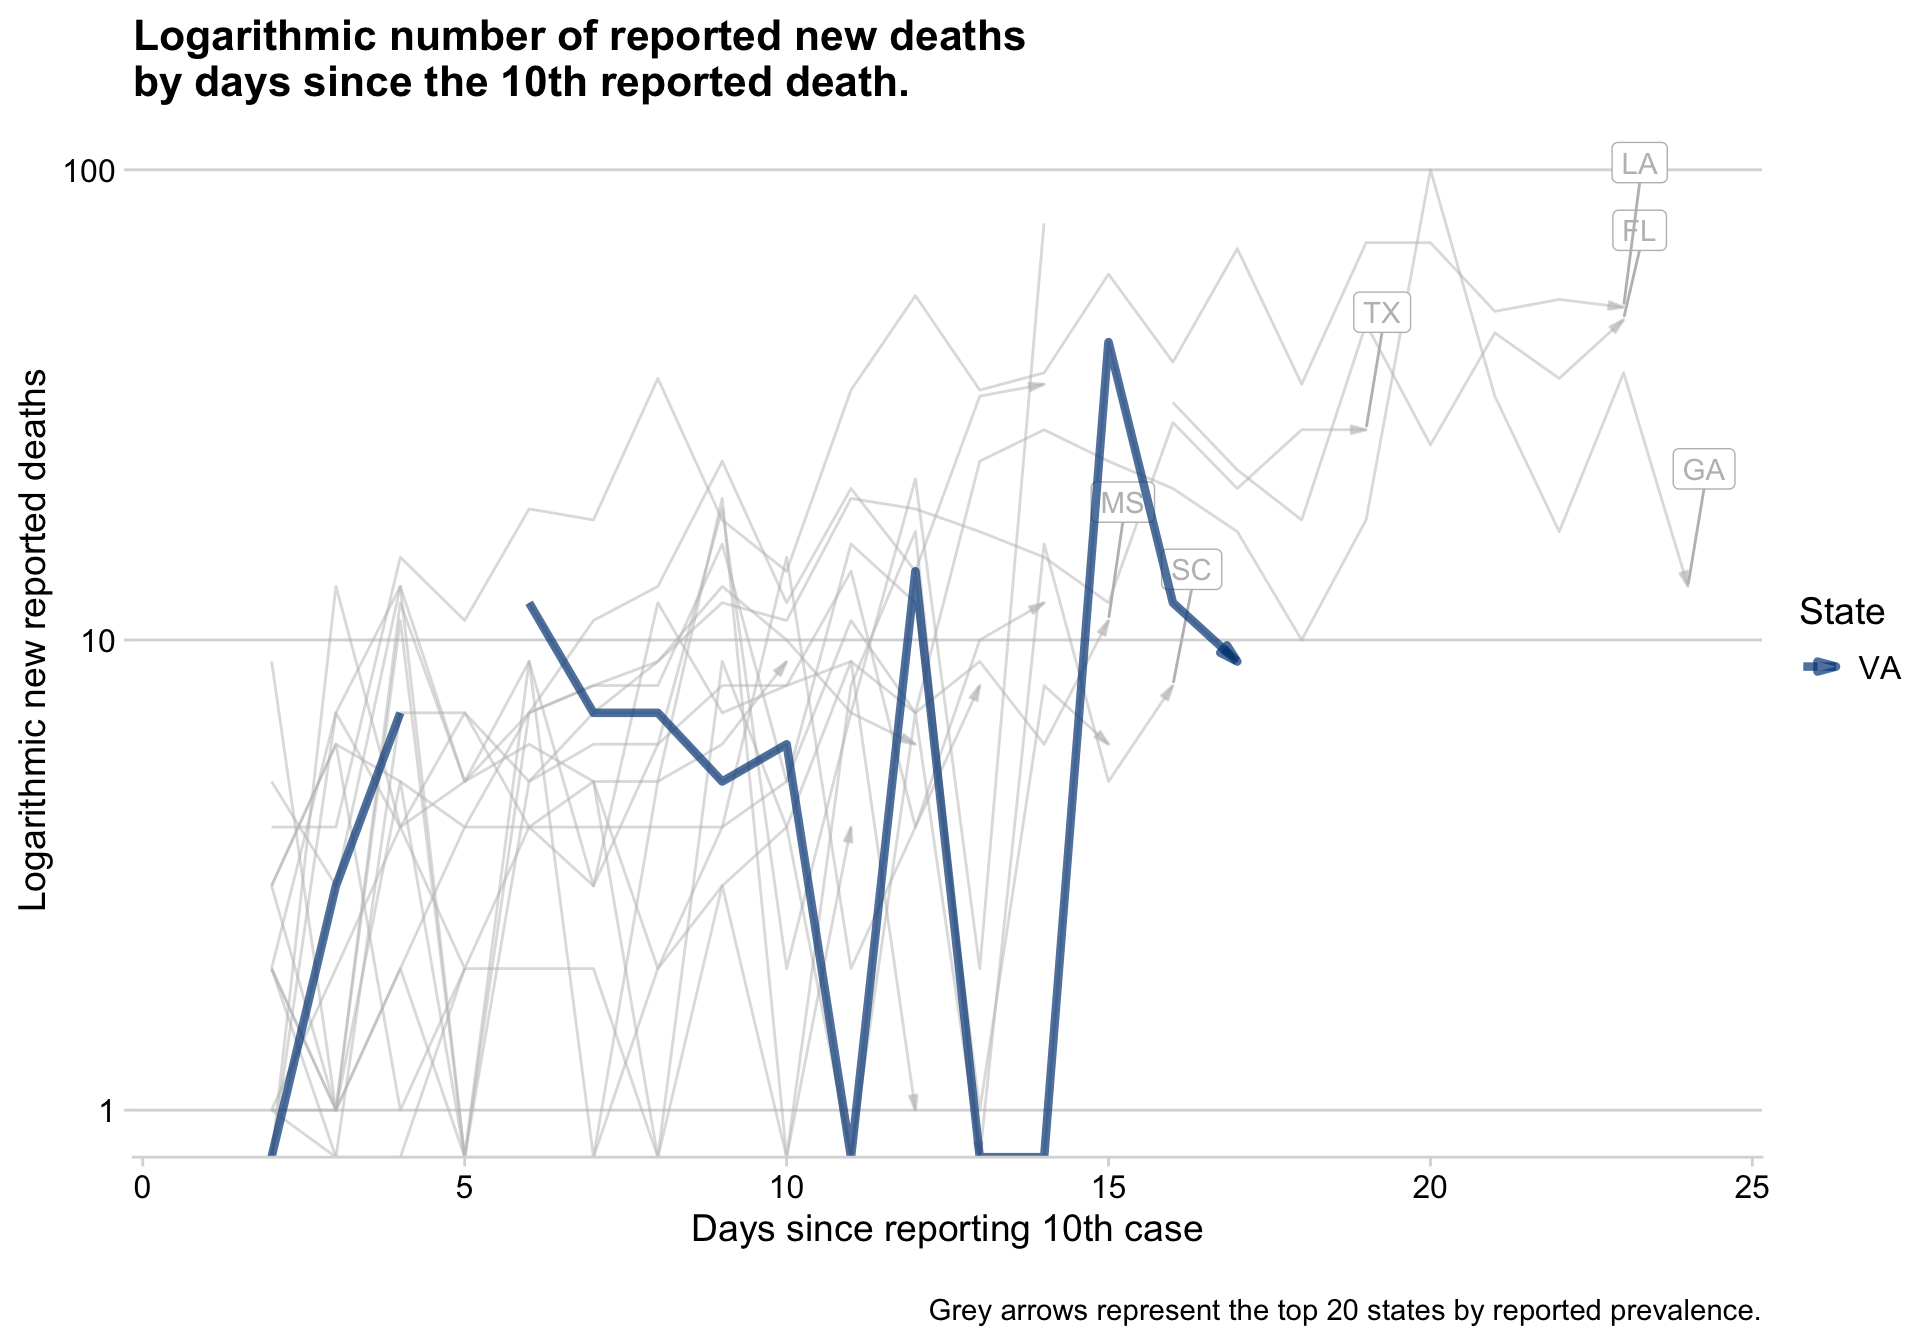 Logarithmic number of reported new deaths
by days since the 10th reported death.
Logarithmic new reported deaths
100
10
1
LA
FL
TX
GA
MS
SC
State
VA
0 5 10 15 20 25
Days since reporting 10th case
Grey arrows represent the top 20 states by reported prevalence.